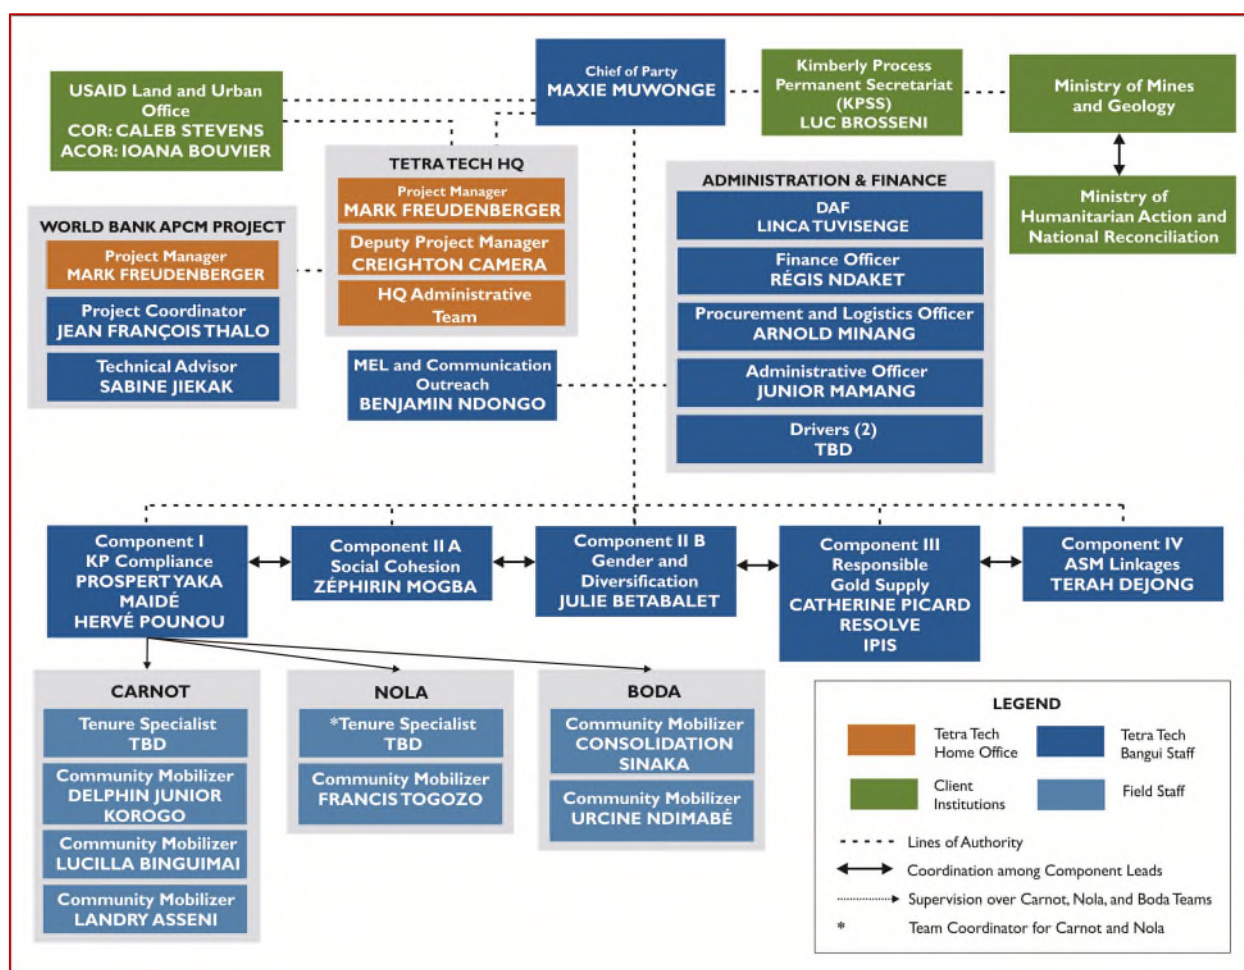 Chief of Party
MAXIE MUWONGE
Kimberly Process
Permanent Secretariat
(KPSS)
LUC BROSSENI
Ministry of Mines
and Geology
USAID Land and Urban
Office
COR: CALEB STEVENS
ACOR: IOANA BOUVIER
Ministry of
Humanitarian Action and
National Reconciliation
TETRA TECH HQ
Project Manager
MARK FREUDENBERGER
Deputy Project Manager
CREIGHTON CAMERA
HQ Administrative
Team
WORLD BANK APCM PROJECT
Project Manager
MARK FREUDENBERGER
Project Coordinator
JEAN FRANÇOIS THALO
Technical Advisor
SABINE JIEKAK
MEL and Communication
Outreach
BENJAMIN NDONGO
ADMINISTRATION & FINANCE
DAF
LINCA TUVISENGE
Finance Officer
RÉGIS NDAKET
Procurement and Logistics Officer
ARNOLD MINANG
Administrative Officer
JUNIOR MAMANG
Drivers (2)
TBD
Component I
KP Compliance
PROSPERT YAKA
MAIDÉ
HERVÉ POUNOU
Component II A
Social Cohesion
ZÉPHIRIN MOGBA
Component II B
Gender and
Diversification
JULIE BETABALET
Component III
Responsible
Gold Supply
CATHERINE PICARD
RESOLVE
IPIS
Component IV
ASM Linkages
TERAH DEJONG
CARNOT
Tenure Specialist
TBD
Community Mobilizer
DELPHIN JUNIOR
KOROGO
Community Mobilizer
LUCILLA BINGUIMAI
Community Mobilizer
LANDRY ASSENI
NOLA
*Tenure Specialist
TBD
Community Mobilizer
FRANCIS TOGOZO
BODA
Community Mobilizer
CONSOLIDATION
SINAKA
Community Mobilizer
URCINE NDIMABÉ
LEGEND
Tetra Tech
Home Office
Tetra Tech
Bangui Staff
Client
Institutions
Field Staff
Lines of Authority
Coordination among Component Leads
Supervision over Carnot, Nola, and Boda Teams
* Team Coordinator for Carnot and Nola